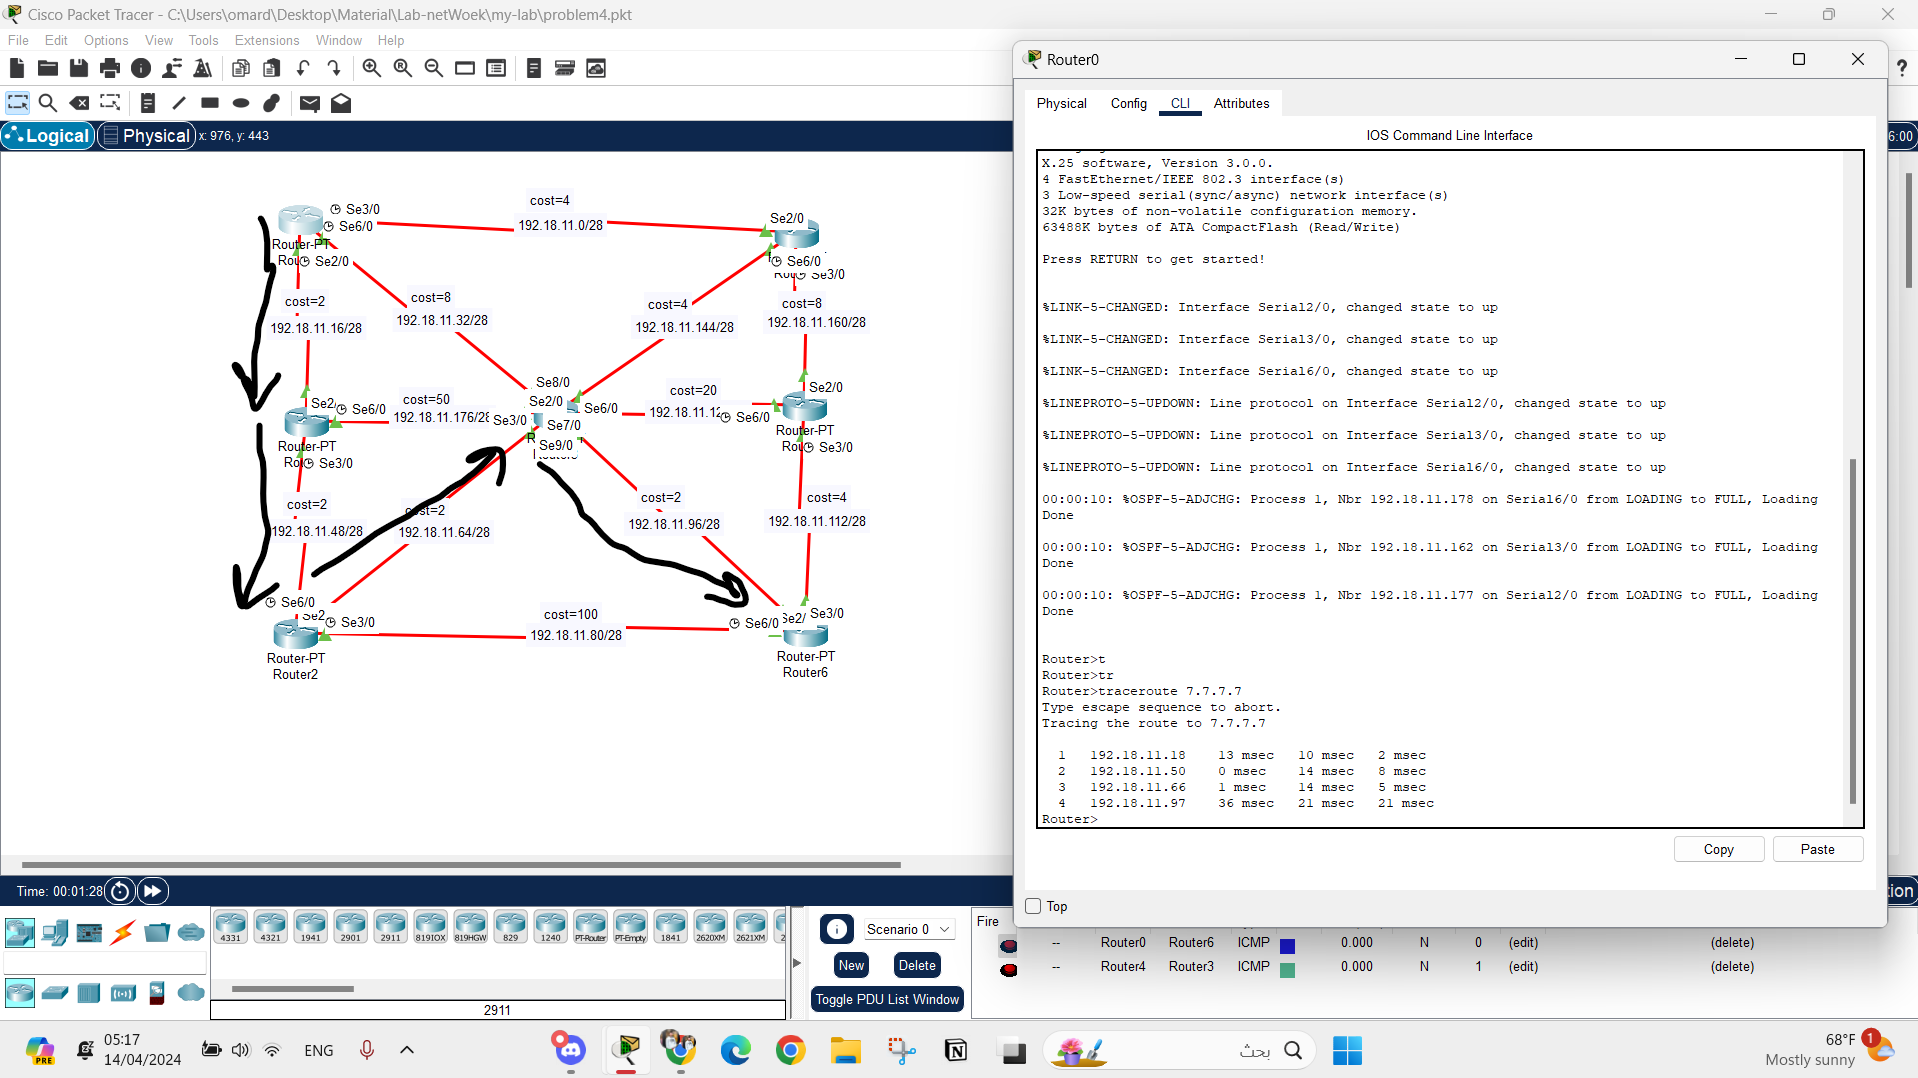 Cisco Packet Tracer - C:\Users\omard\Desktop\Material\Lab-netWoek\my-lab\problem4.pkt
File Edit Options View Tools Extensions Window Help
Logical Physical x: 976, y: 443
6:00
Se3/0
Se6/0
Router-PT
Se2/0
cost=4
192.18.11.0/28
Se2/0
Se6/0
Se3/0
cost=2
192.18.11.16/28
cost=8
192.18.11.32/28
cost=4
192.18.11.144/28
cost=8
192.18.11.160/28
Se6/0
Router-PT
Se3/0
cost=50
192.18.11.176/28
Se8/0
Se2/0
Se3/0
Se6/0
Se7/0
Se9/0
cost=20
Se6/0
Se2/0
Router-PT
Se3/0
cost=2
192.18.11.48/28
192.18.11.64/28
cost=2
192.18.11.96/28
cost=4
192.18.11.112/28
Se6/0
Se3/0
Router-PT
Router2
cost=100
192.18.11.80/28
Se6/0
Se3/0
Router-PT
Router6
Router0
Physical Config CLI Attributes
IOS Command Line Interface
X.25 software, Version 3.0.0.
4 FastEthernet/IEEE 802.3 interface(s)
3 Low-speed serial(sync/async) network interface(s)
32K bytes of non-volatile configuration memory.
63488K bytes of ATA CompactFlash (Read/Write)
Press RETURN to get started!
%LINK-5-CHANGED: Interface Serial2/0, changed state to up
%LINK-5-CHANGED: Interface Serial3/0, changed state to up
%LINK-5-CHANGED: Interface Serial6/0, changed state to up
%LINEPROTO-5-UPDOWN: Line protocol on Interface Serial2/0, changed state to up
%LINEPROTO-5-UPDOWN: Line protocol on Interface Serial3/0, changed state to up
%LINEPROTO-5-UPDOWN: Line protocol on Interface Serial6/0, changed state to up
00:00:10: %OSPF-5-ADJCHG: Process 1, Nbr 192.18.11.178 on Serial6/0 from LOADING to FULL, Loading
Done
00:00:10: %OSPF-5-ADJCHG: Process 1, Nbr 192.18.11.162 on Serial3/0 from LOADING to FULL, Loading
Done
00:00:10: %OSPF-5-ADJCHG: Process 1, Nbr 192.18.11.177 on Serial2/0 from LOADING to FULL, Loading
Done
Router>t
Router>tr
Router>traceroute 7.7.7.7
Type escape sequence to abort.
Tracing the route to 7.7.7.7
1 192.18.11.18 13 msec 10 msec 2 msec
2 192.18.11.50 0 msec 14 msec 8 msec
3 192.18.11.66 1 msec 14 msec 5 msec
4 192.18.11.97 36 msec 21 msec 21 msec
Router>
Copy Paste
Top
Time: 00:01:28
4331 4321 1941 2901 2911 819IOX 819HGW 829 1240 PT-Router PT-Empty 1841 2620XM 2621XM
2911
Scenario 0
New Delete
Toggle PDU List Window
Fire
-- Router0 Router6 ICMP 0.000 N 0 (edit) (delete)
-- Router4 Router3 ICMP 0.000 N 1 (edit) (delete)
PRE
05:17
14/04/2024
ENG
بحث
68°F
Mostly sunny
1